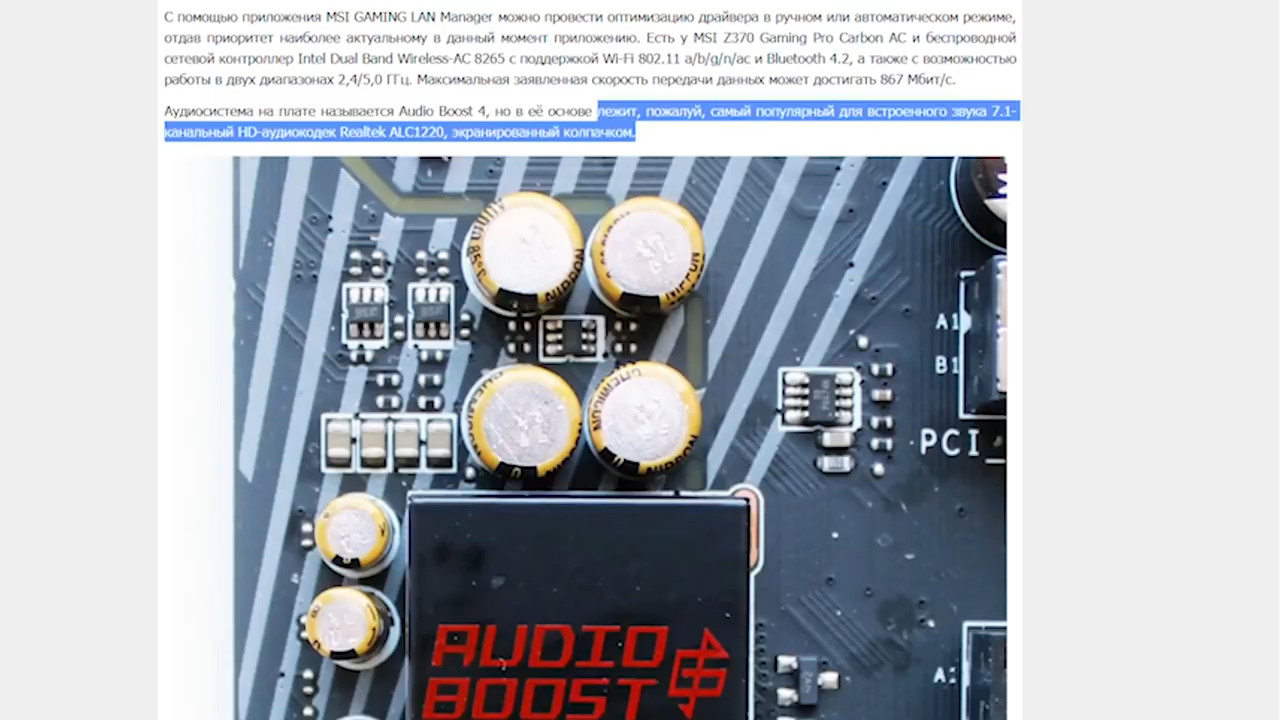 С помощью приложения MSI GAMING LAN Manager можно провести оптимизацию драйвера в ручном или автоматическом режиме,
отдав приоритет наиболее актуальному в данный момент приложению. Есть у MSI Z370 Gaming Pro Carbon AC и беспроводной
сетевой контроллер Intel Dual Band Wireless-AC 8265 с поддержкой Wi-Fi 802.11 a/b/g/n/ac и Bluetooth 4.2, а также с возможностью
работы в двух диапазонах 2,4/5,0 ГГц. Максимальная заявленная скорость передачи данных может достигать 867 Мбит/с.
Аудиосистема на плате называется Audio Boost 4, но в её основе лежит, пожалуй, самый популярный для встроенного звука 7.1-
канальный HD-аудиокодек Realtek ALC1220, экранированный колпачком.
NIPPON
NIPPON
CHEMICON
A1
B1
PCI_
AUDIO
BOOST